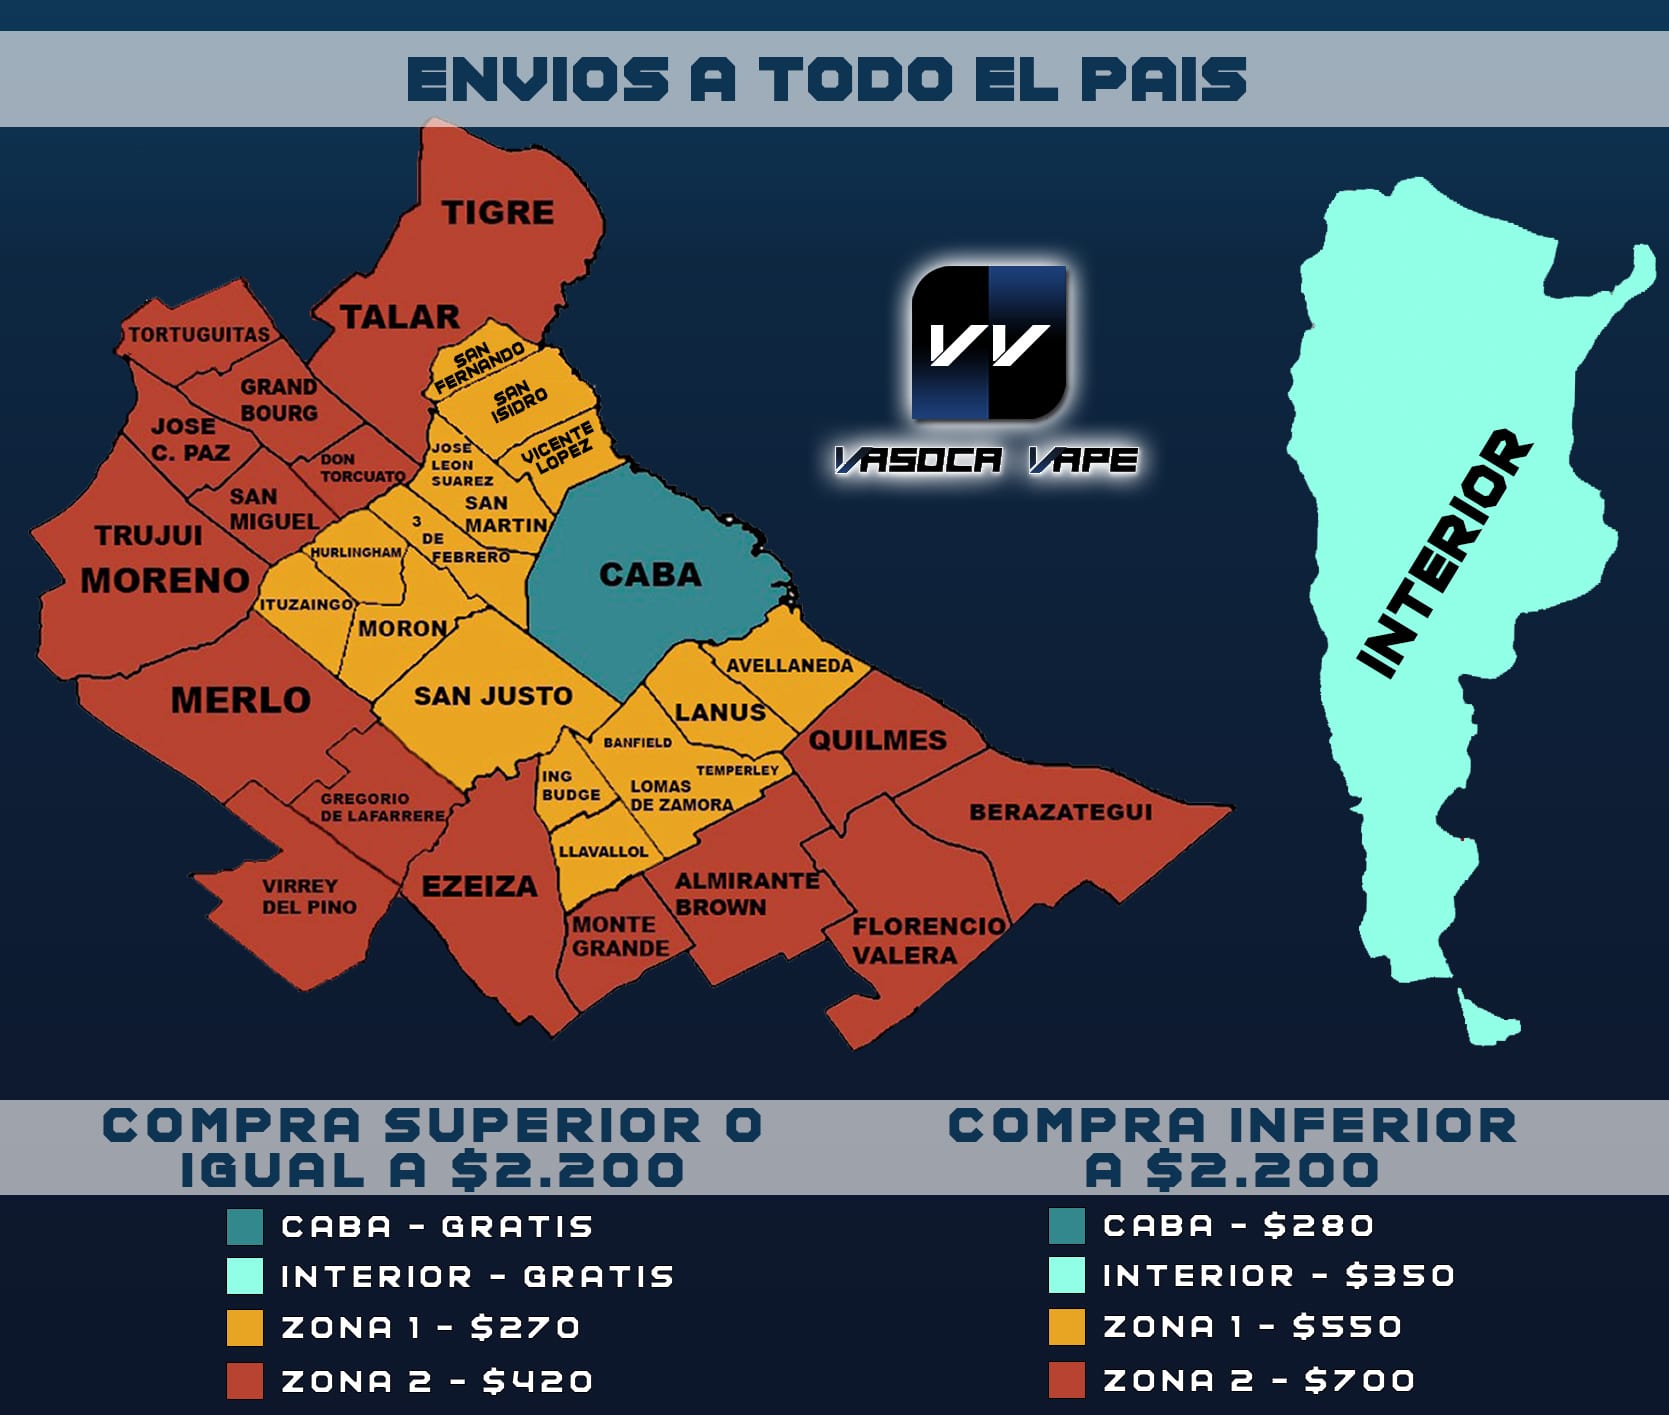 ENVIOS A TODO EL PAIS
TIGRE
TALAR
TORTUGUITAS
GRAND
BOURG
JOSE
C. PAZ
DON
TORCUATO
SAN
MIGUEL
TRUJUI
MORENO
MERLO
SAN
FERNANDO
SAN
ISIDRO
VICENTE
LOPEZ
JOSE
LEON
SUAREZ
SAN
MARTIN
3
DE
FEBRERO
HURLINGHAM
ITUZAINGO
MORON
CABA
SAN JUSTO
AVELLANEDA
LANUS
BANFIELD
TEMPERLEY
LOMAS
DE ZAMORA
ING
BUDGE
LLAVALLOL
QUILMES
BERAZATEGUI
GREGORIO
DE LAFARRERE
VIRREY
DEL PINO
EZEIZA
MONTE
GRANDE
ALMIRANTE
BROWN
FLORENCIO
VALERA
VV
VASOCA VAPE
INTERIOR
COMPRA SUPERIOR O
IGUAL A $2.200
CABA - GRATIS
INTERIOR - GRATIS
ZONA 1 - $270
ZONA 2 - $420
COMPRA INFERIOR
A $2.200
CABA - $280
INTERIOR - $350
ZONA 1 - $550
ZONA 2 - $700